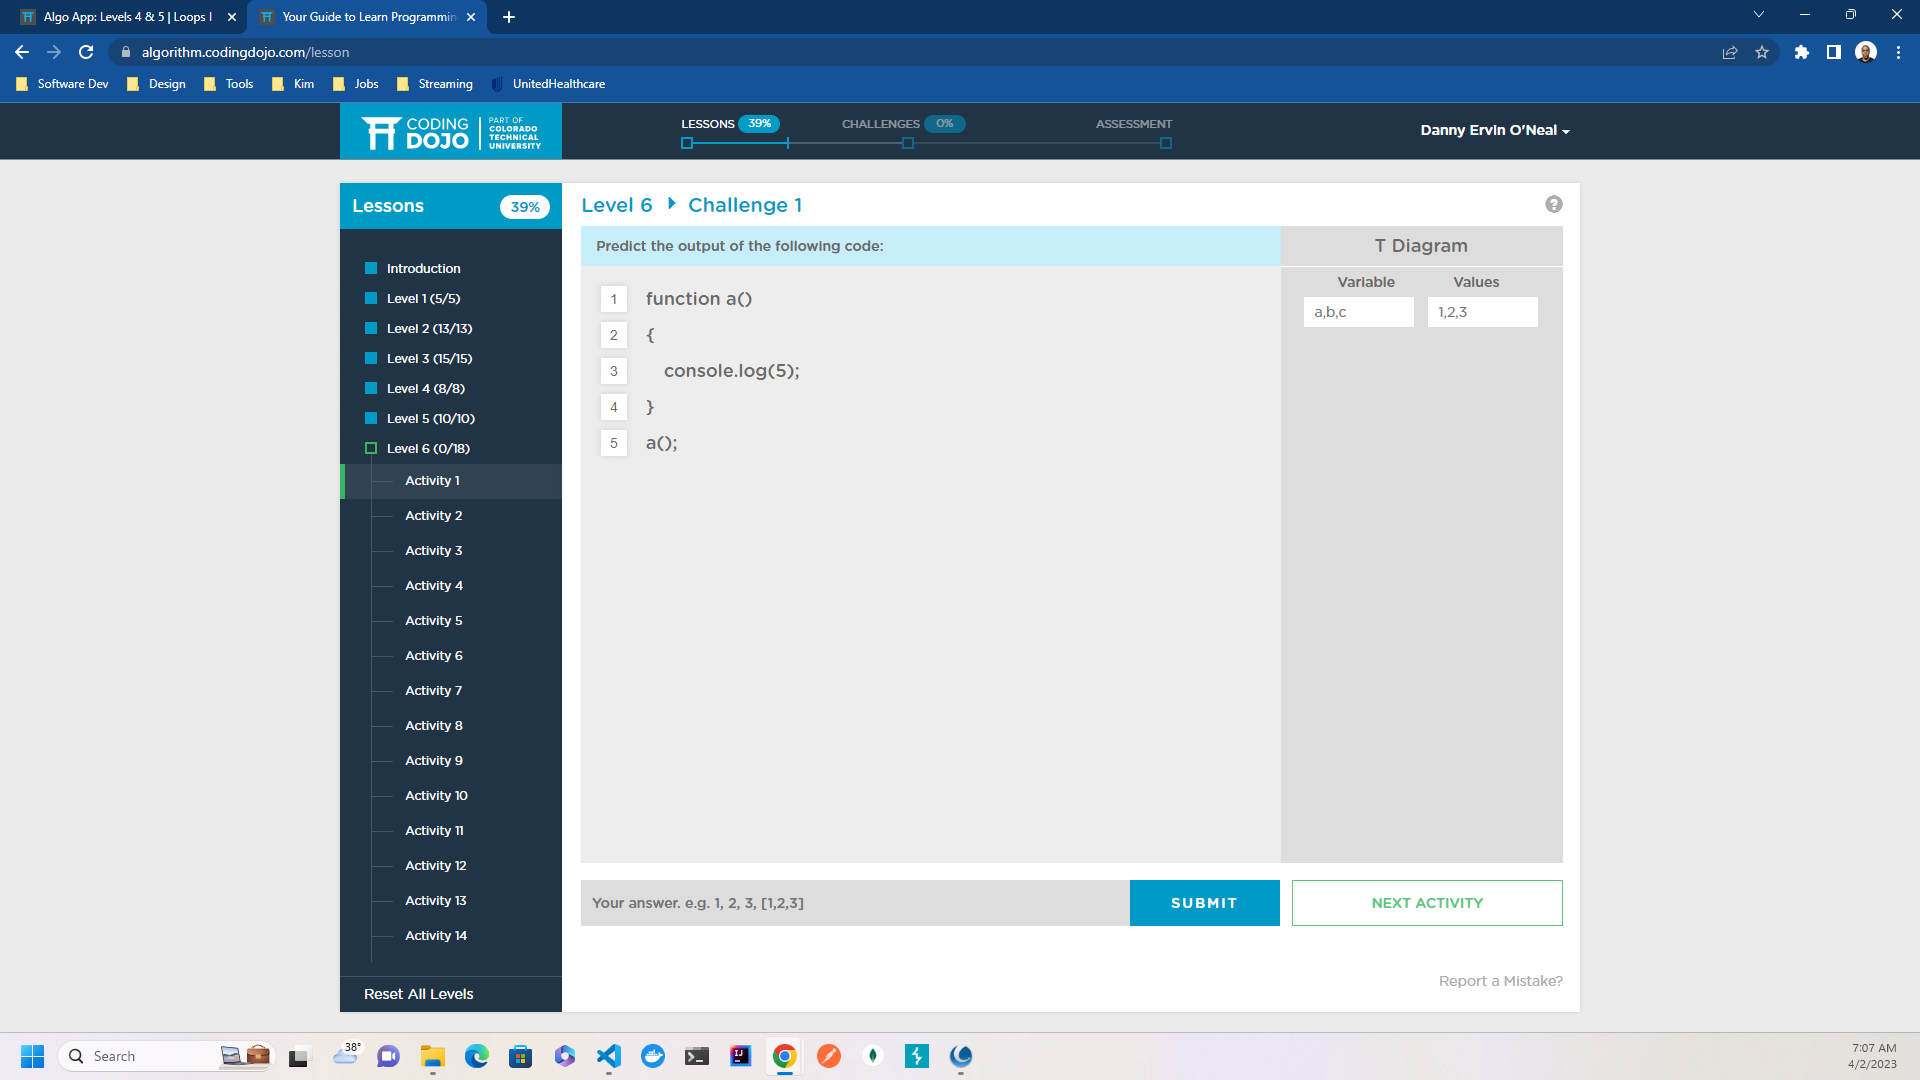 Algo App: Levels 4 & 5 | Loops I
Your Guide to Learn Programmin
algorithm.codingdojo.com/lesson
Software Dev
Design
Tools
Kim
Jobs
Streaming
UnitedHealthcare
CODING DOJO
PART OF COLORADO TECHNICAL UNIVERSITY
LESSONS 39%
CHALLENGES 0%
ASSESSMENT
Danny Ervin O'Neal
Lessons 39%
Introduction
Level 1 (5/5)
Level 2 (13/13)
Level 3 (15/15)
Level 4 (8/8)
Level 5 (10/10)
Level 6 (0/18)
Activity 1
Activity 2
Activity 3
Activity 4
Activity 5
Activity 6
Activity 7
Activity 8
Activity 9
Activity 10
Activity 11
Activity 12
Activity 13
Activity 14
Reset All Levels
Level 6 Challenge 1
?
Predict the output of the following code:
1 function a()
2 {
3 console.log(5);
4 }
5 a();
T Diagram
Variable Values
a,b,c 1,2,3
Your answer. e.g. 1, 2, 3, [1,2,3]
SUBMIT
NEXT ACTIVITY
Report a Mistake?
Search
38°
IJ
7:07 AM
4/2/2023